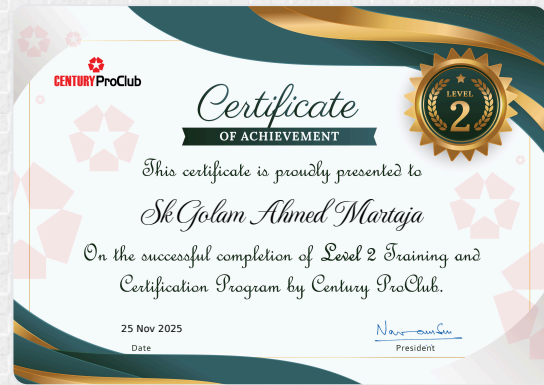 CENTURY ProClub
LEVEL
2
Certificate
OF ACHIEVEMENT
This certificate is proudly presented to
Sk Golam Ahmed Martaja
On the successful completion of Level 2 Training and
Certification Program by Century ProClub.
25 Nov 2025
Date
President